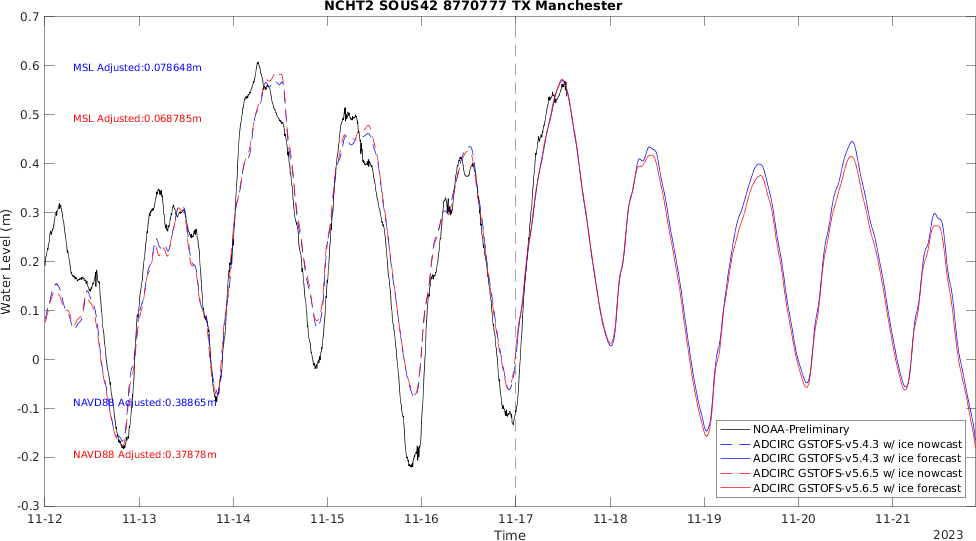 NCHT2 SOUS42 8770777 TX Manchester
0.7
0.6
0.5
0.4
0.3
0.2
0.1
0
-0.1
-0.2
-0.3
Water Level (m)
MSL Adjusted:0.078648m
MSL Adjusted:0.068785m
NAVD88 Adjusted:0.38865m
NAVD88 Adjusted:0.37878m
NOAA-Preliminary
ADCIRC GSTOFS-v5.4.3 w/ ice nowcast
ADCIRC GSTOFS-v5.4.3 w/ ice forecast
ADCIRC GSTOFS-v5.6.5 w/ ice nowcast
ADCIRC GSTOFS-v5.6.5 w/ ice forecast
11-12 11-13 11-14 11-15 11-16 11-17 11-18 11-19 11-20 11-21
Time
2023